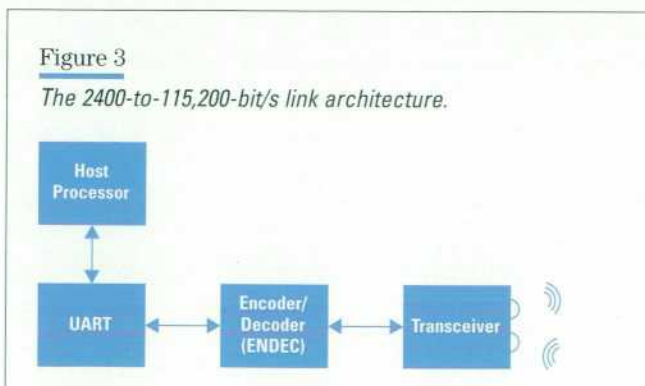 Figure 3
The 2400-to-115,200-bit/s link architecture.
Host
Processor
UART
Encoder/
Decoder
(ENDEC)
Transceiver